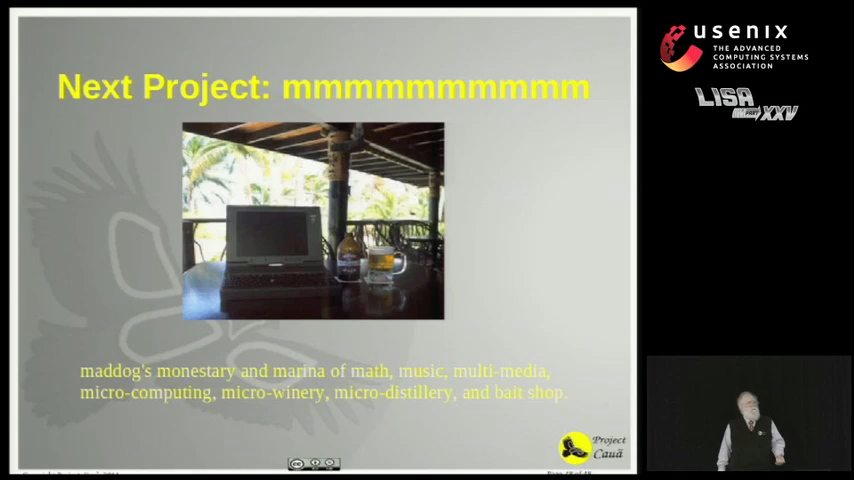 Next Project: mmmmmmmmmmm
maddog's monestary and marina of math, music, multi-media,
micro-computing, micro-winery, micro-distillery, and bait shop.
Project
Cauã
usenix
THE ADVANCED
COMPUTING SYSTEMS
ASSOCIATION
LISA
XXV